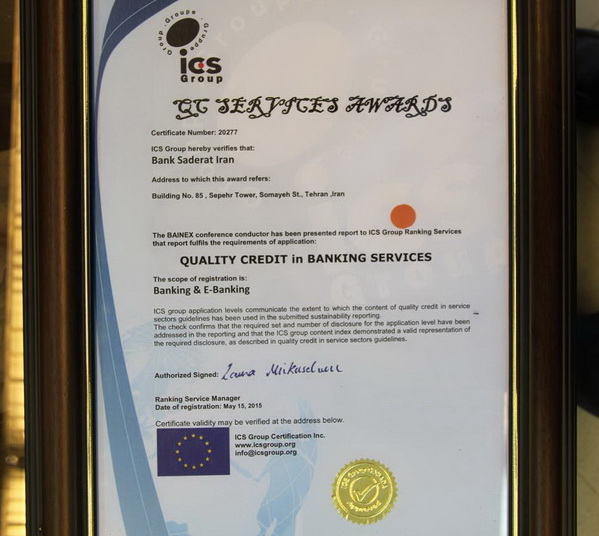 Group · Groupe · Gruppe
ics
Group
QC SERVICES AWARDS
Certificate Number: 20277
ICS Group hereby verifies that:
Bank Saderat Iran
Address to which this award refers:
Building No. 85 , Sepehr Tower, Somayeh St., Tehran ,Iran
The BAINEX conference conductor has been presented report to ICS Group Ranking Services
that report fulfils the requirements of application:
QUALITY CREDIT in BANKING SERVICES
The scope of registration is:
Banking & E-Banking
ICS group application levels communicate the extent to which the content of quality credit in service
sectors guidelines has been used in the submitted sustainability reporting.
The check confirms that the required set and number of disclosure for the application level have been
addressed in the reporting and that the ICS group content index demonstrated a valid representation of
the required disclosure, as described in quality credit in service sectors guidelines.
Authorized Signed:
Ranking Service Manager
Date of registration: May 15, 2015
Certificate validity may be verified at the address below.
ICS Group Certification Inc.
www.icsgroup.org
info@icsgroup.org